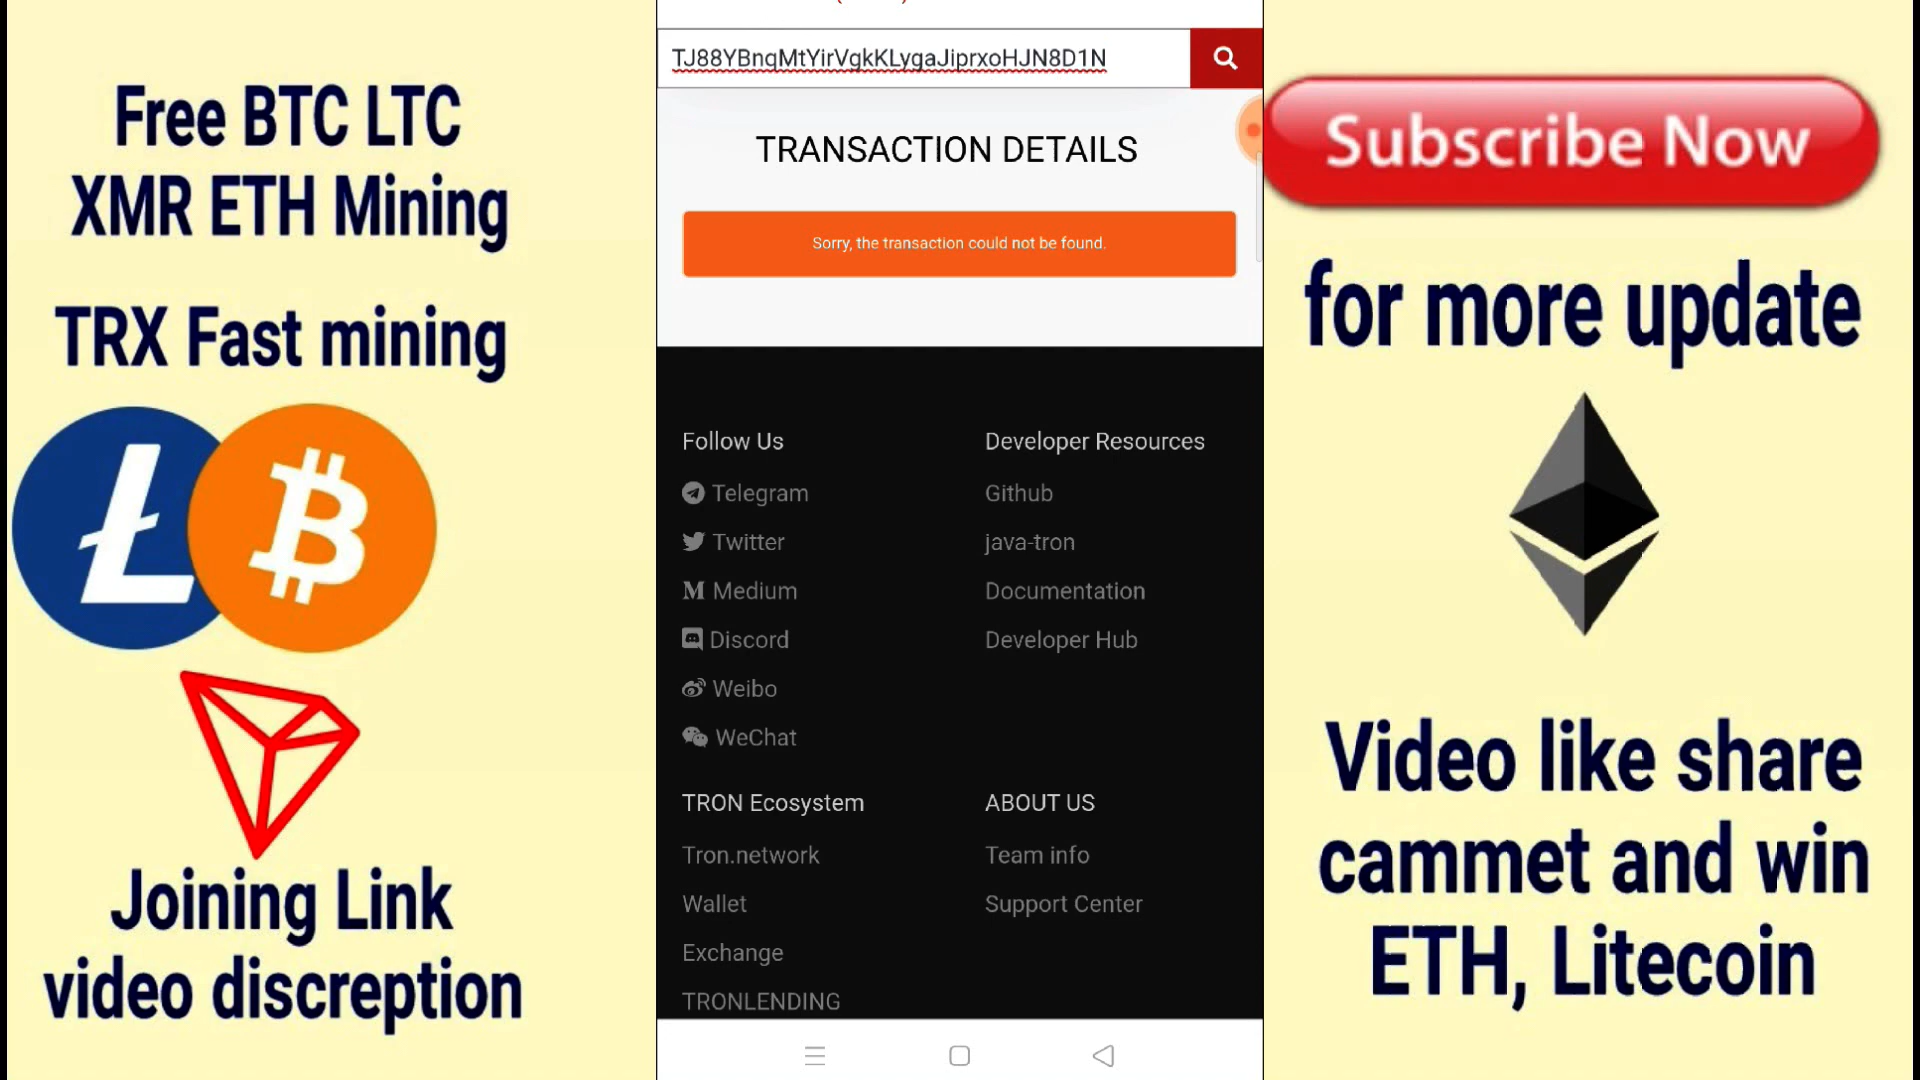 Free BTC LTC
XMR ETH Mining
TRX Fast mining
Joining Link
video discreption
TJ88YBnqMtYirVgkKLygaJiprxoHJN8D1N
TRANSACTION DETAILS
Sorry, the transaction could not be found.
Follow Us
Telegram
Twitter
Medium
Discord
Weibo
WeChat
Developer Resources
Github
java-tron
Documentation
Developer Hub
TRON Ecosystem
Tron.network
Wallet
Exchange
TRONLENDING
ABOUT US
Team info
Support Center
Subscribe Now
for more update
Video like share
cammet and win
ETH, Litecoin